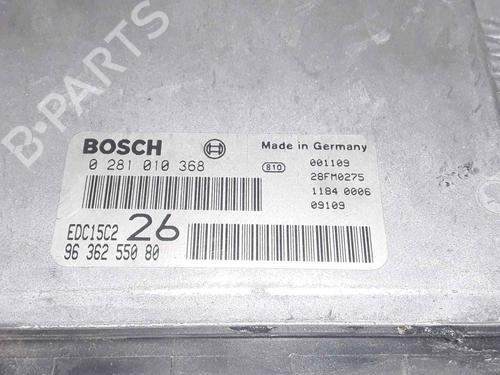 B-PARTS
BOSCH
Made in Germany
0 281 010 368
810
001109
28FM0275
1184 0006
09109
EDC15C2 26
96 362 550 80